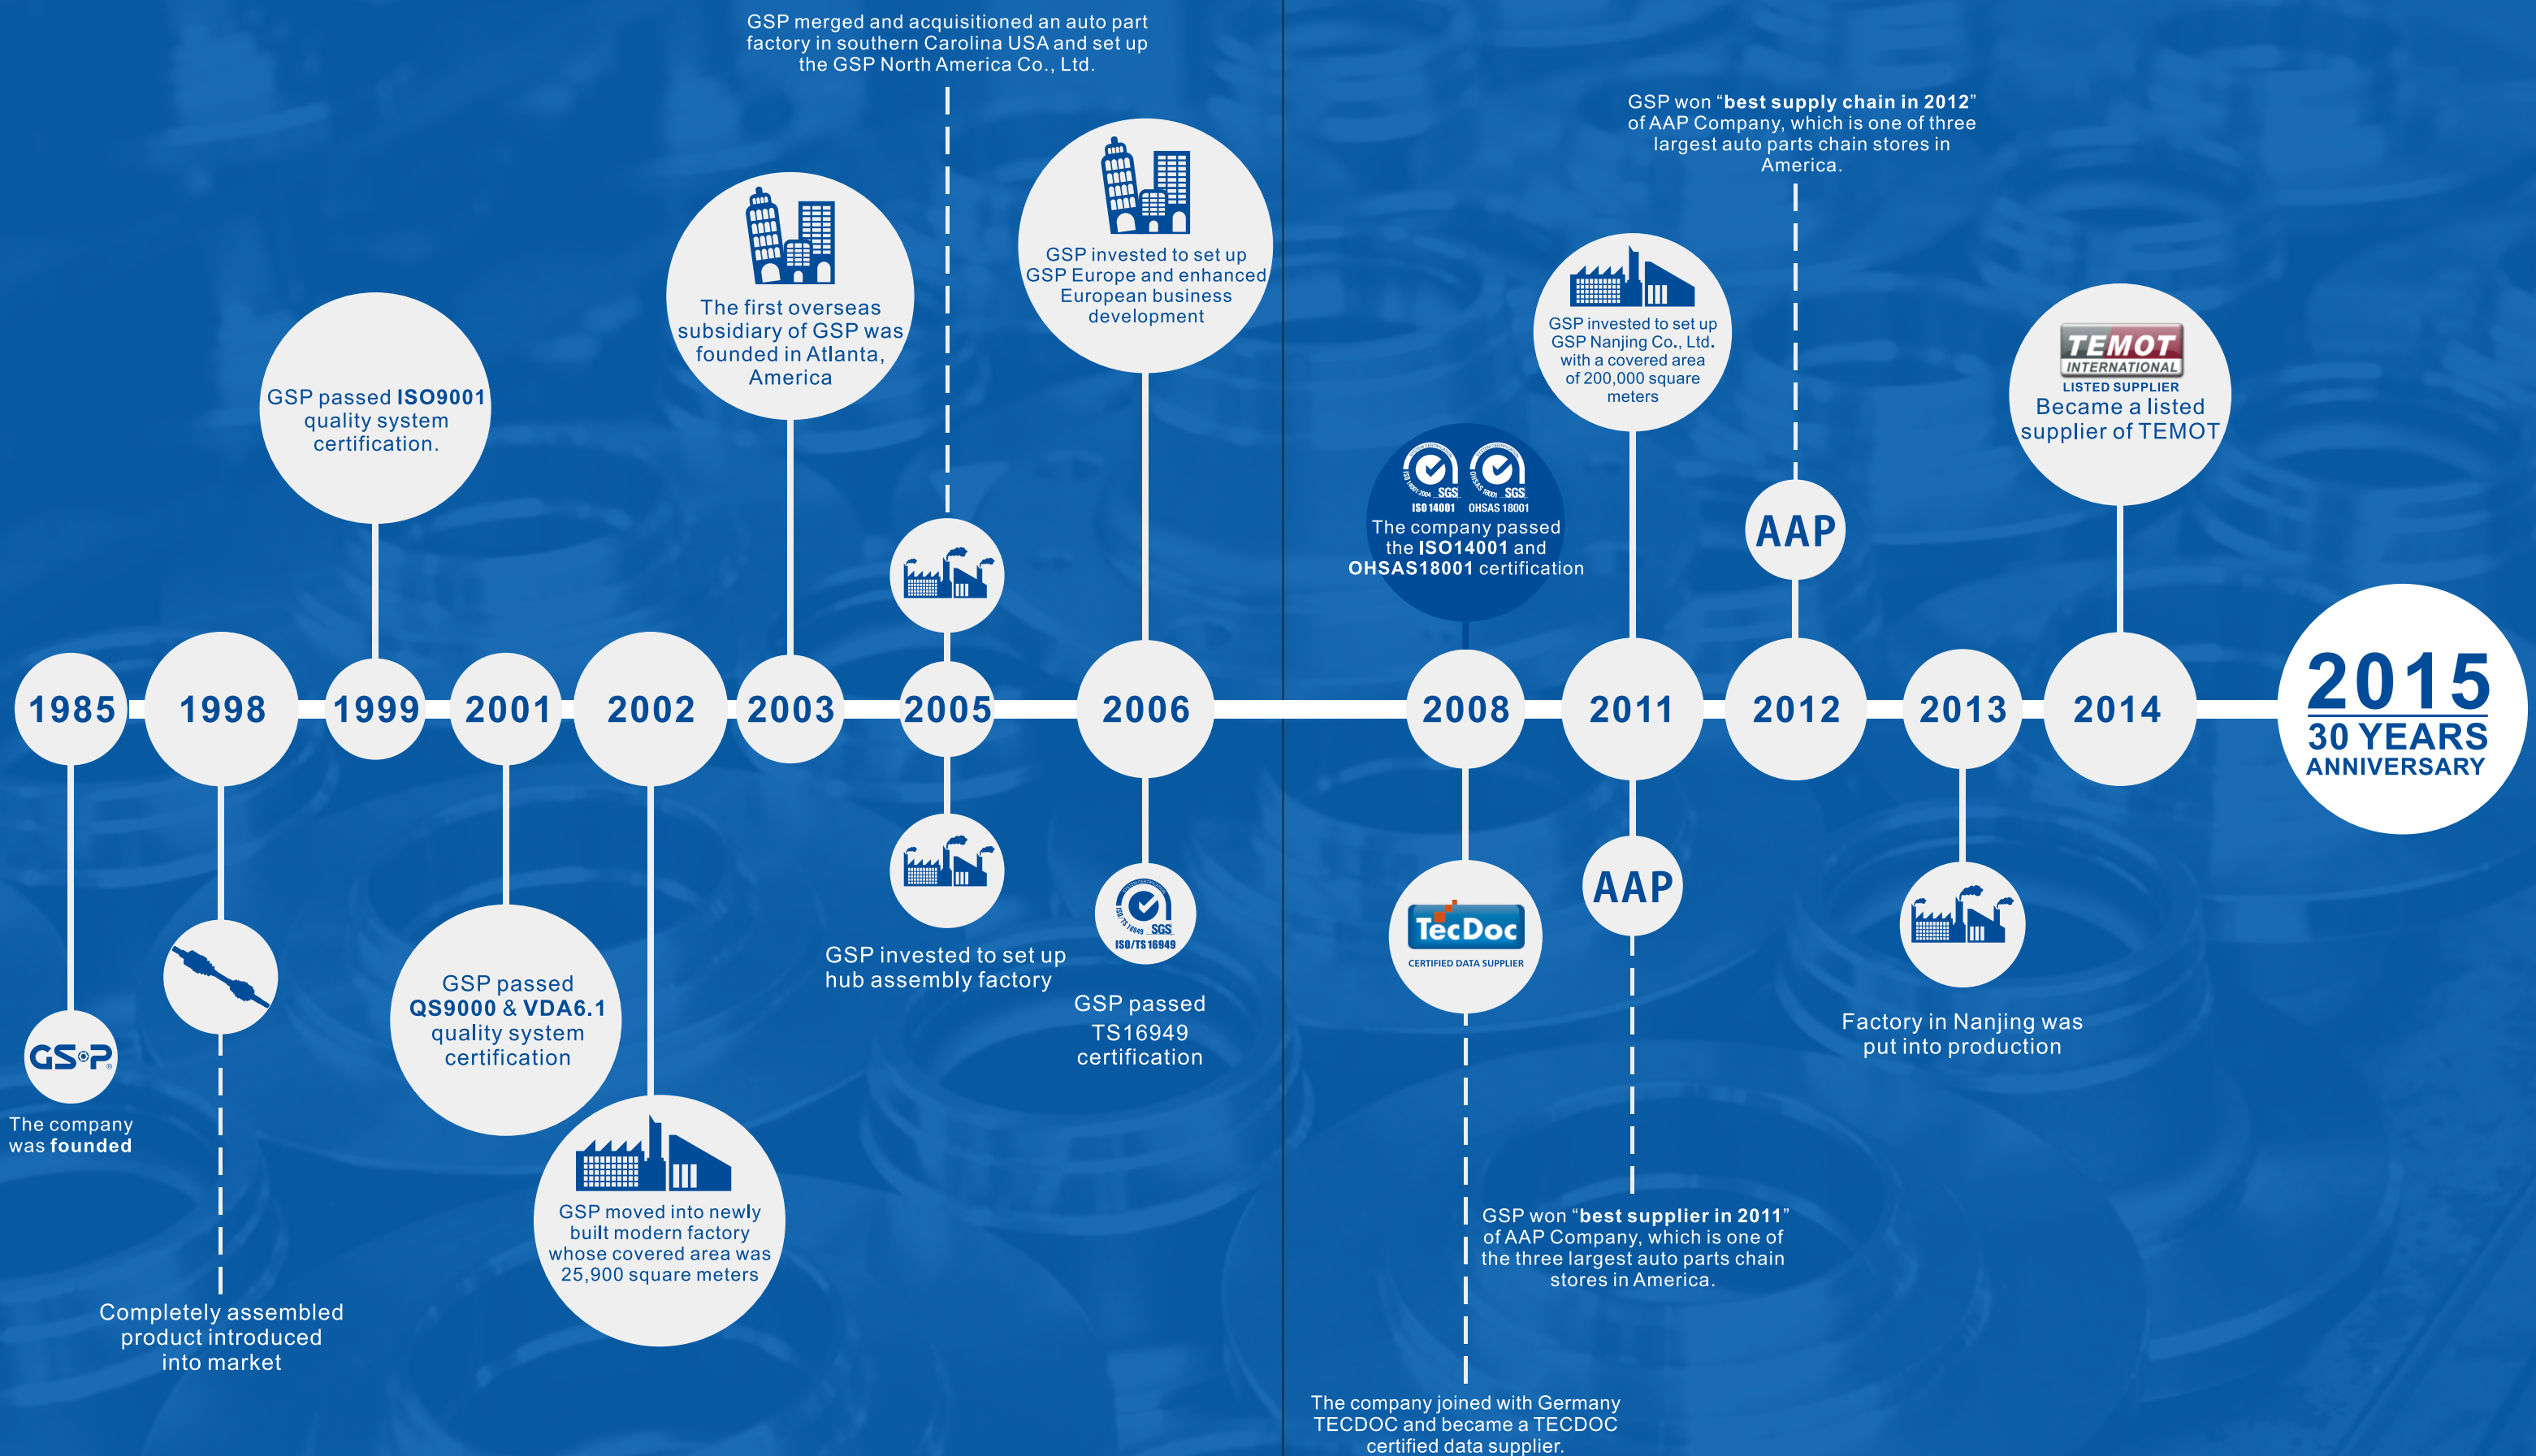 GSP merged and acquisitioned an auto part
factory in southern Carolina USA and set up
the GSP North America Co., Ltd.
GSP won “best supply chain in 2012”
of AAP Company, which is one of three
largest auto parts chain stores in
America.
GSP passed ISO9001
quality system
certification.
The first overseas
subsidiary of GSP was
founded in Atlanta,
America
GSP invested to set up
GSP Europe and enhanced
European business
development
ISO 14001:2004 SGS
ISO 14001
OHSAS 18001 SGS
OHSAS 18001
The company passed
the ISO14001 and
OHSAS18001 certification
GSP invested to set up
GSP Nanjing Co., Ltd.
with a covered area
of 200,000 square
meters
AAP
TEMOT
INTERNATIONAL
LISTED SUPPLIER
Became a listed
supplier of TEMOT
1985
1998
1999
2001
2002
2003
2005
2006
2008
2011
2012
2013
2014
2015
30 YEARS
ANNIVERSARY
GSP®
The company
was founded
Completely assembled
product introduced
into market
GSP passed
QS9000 & VDA6.1
quality system
certification
GSP moved into newly
built modern factory
whose covered area was
25,900 square meters
GSP invested to set up
hub assembly factory
ISO/TS 16949 SGS
ISO/TS 16949
GSP passed
TS16949
certification
TecDoc
CERTIFIED DATA SUPPLIER
The company joined with Germany
TECDOC and became a TECDOC
certified data supplier.
AAP
GSP won “best supplier in 2011”
of AAP Company, which is one of
the three largest auto parts chain
stores in America.
Factory in Nanjing was
put into production